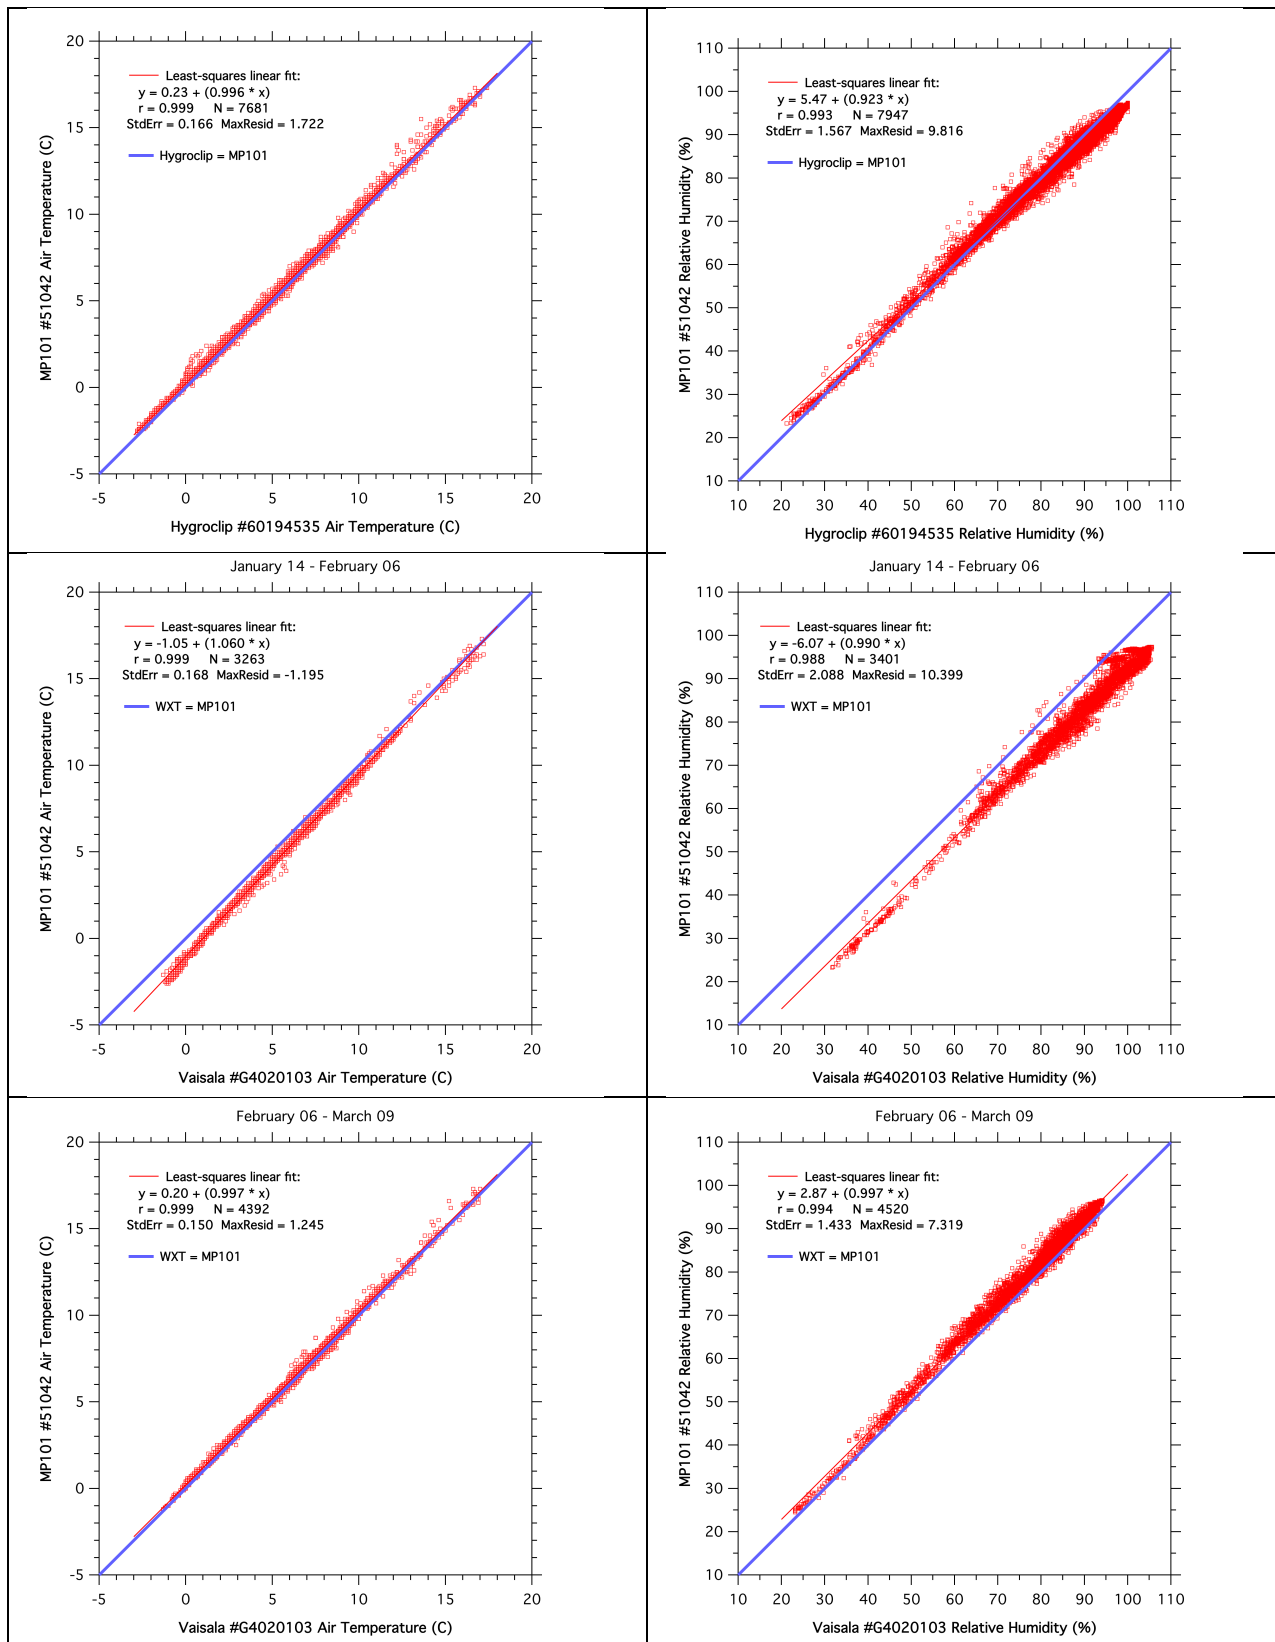 20
15
10
5
0
-5
-5 0 5 10 15 20
MP101 #51042 Air Temperature (C)
Hygroclip #60194535 Air Temperature (C)
Least-squares linear fit:
y = 0.23 + (0.996 * x)
r = 0.999 N = 7681
StdErr = 0.166 MaxResid = 1.722
Hygroclip = MP101
110
100
90
80
70
60
50
40
30
20
10
10 20 30 40 50 60 70 80 90 100 110
MP101 #51042 Relative Humidity (%)
Hygroclip #60194535 Relative Humidity (%)
Least-squares linear fit:
y = 5.47 + (0.923 * x)
r = 0.993 N = 7947
StdErr = 1.567 MaxResid = 9.816
Hygroclip = MP101
January 14 - February 06
20
15
10
5
0
-5
-5 0 5 10 15 20
MP101 #51042 Air Temperature (C)
Vaisala #G4020103 Air Temperature (C)
Least-squares linear fit:
y = -1.05 + (1.060 * x)
r = 0.999 N = 3263
StdErr = 0.168 MaxResid = -1.195
WXT = MP101
January 14 - February 06
110
100
90
80
70
60
50
40
30
20
10
10 20 30 40 50 60 70 80 90 100 110
MP101 #51042 Relative Humidity (%)
Vaisala #G4020103 Relative Humidity (%)
Least-squares linear fit:
y = -6.07 + (0.990 * x)
r = 0.988 N = 3401
StdErr = 2.088 MaxResid = 10.399
WXT = MP101
February 06 - March 09
20
15
10
5
0
-5
-5 0 5 10 15 20
MP101 #51042 Air Temperature (C)
Vaisala #G4020103 Air Temperature (C)
Least-squares linear fit:
y = 0.20 + (0.997 * x)
r = 0.999 N = 4392
StdErr = 0.150 MaxResid = 1.245
WXT = MP101
February 06 - March 09
110
100
90
80
70
60
50
40
30
20
10
10 20 30 40 50 60 70 80 90 100 110
MP101 #51042 Relative Humidity (%)
Vaisala #G4020103 Relative Humidity (%)
Least-squares linear fit:
y = 2.87 + (0.997 * x)
r = 0.994 N = 4520
StdErr = 1.433 MaxResid = 7.319
WXT = MP101